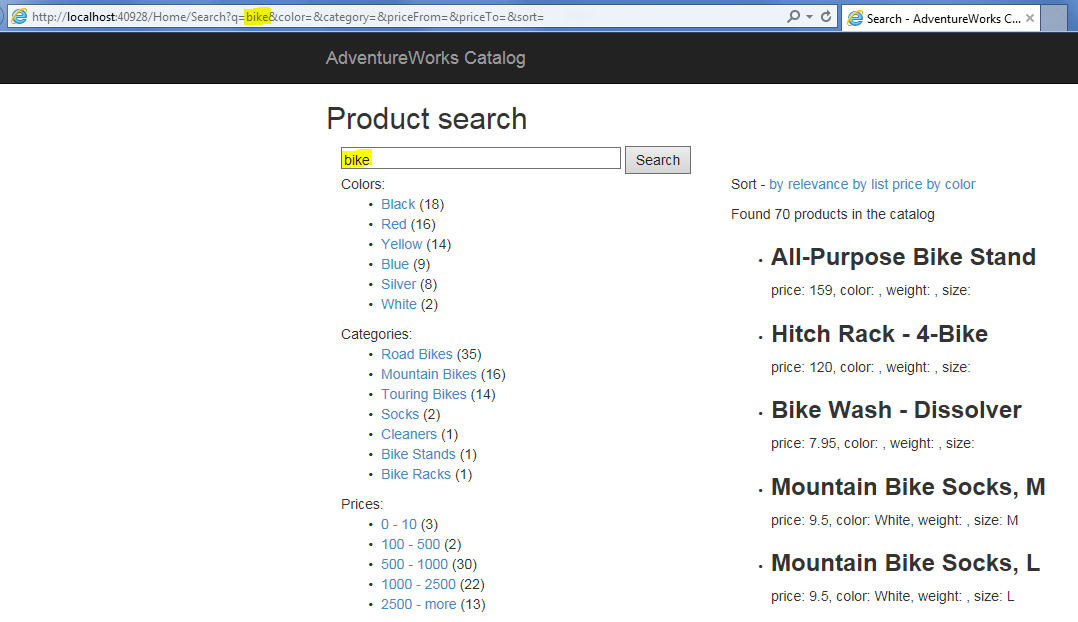 http://localhost:40928/Home/Search?q=bike&color=&category=&priceFrom=&priceTo=&sort=
Search - AdventureWorks C...
AdventureWorks Catalog
Product search
bike
Search
Colors:
Black (18)
Red (16)
Yellow (14)
Blue (9)
Silver (8)
White (2)
Categories:
Road Bikes (35)
Mountain Bikes (16)
Touring Bikes (14)
Socks (2)
Cleaners (1)
Bike Stands (1)
Bike Racks (1)
Prices:
0 - 10 (3)
100 - 500 (2)
500 - 1000 (30)
1000 - 2500 (22)
2500 - more (13)
Sort - by relevance by list price by color
Found 70 products in the catalog
All-Purpose Bike Stand
price: 159, color: , weight: , size:
Hitch Rack - 4-Bike
price: 120, color: , weight: , size:
Bike Wash - Dissolver
price: 7.95, color: , weight: , size:
Mountain Bike Socks, M
price: 9.5, color: White, weight: , size: M
Mountain Bike Socks, L
price: 9.5, color: White, weight: , size: L